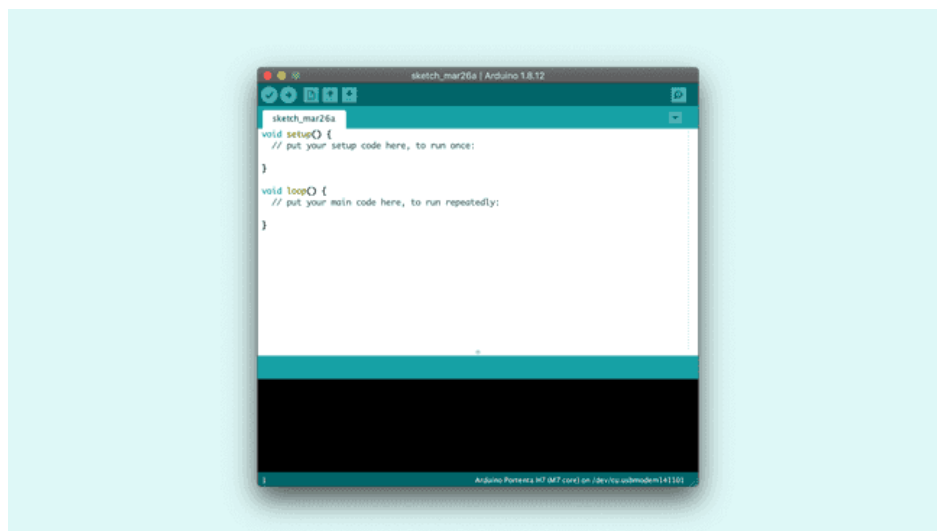 sketch_mar26a | Arduino 1.8.12
sketch_mar26a
void setup() {
  // put your setup code here, to run once:
}
void loop() {
  // put your main code here, to run repeatedly:
}
1
Arduino Portenta H7 (M7 core) on /dev/cu.usbmodem141101